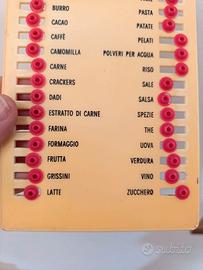 BURRO
CACAO
CAFFÈ
CAMOMILLA
CARNE
CRACKERS
DADI
ESTRATTO DI CARNE
FARINA
FORMAGGIO
FRUTTA
GRISSINI
LATTE
PASTA
PATATE
PELATI
POLVERI PER ACQUA
RISO
SALE
SALSA
SPEZIE
THE
UOVA
VERDURA
VINO
ZUCCHERO
subito